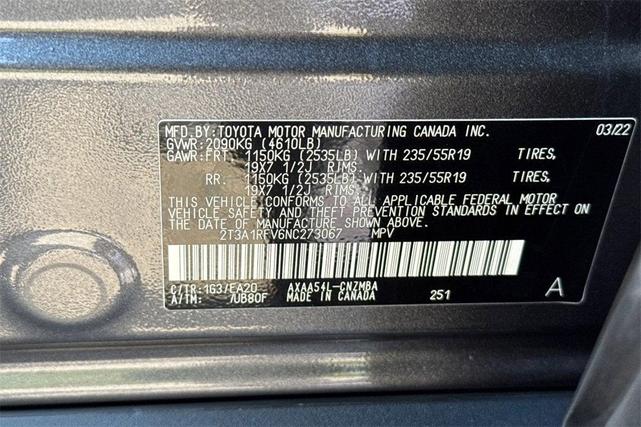 MFD.BY:TOYOTA MOTOR MANUFACTURING CANADA INC. 03/22
GVWR:2090KG (4610LB)
GAWR:FRT 1150KG (2535LB) WITH 235/55R19 TIRES,
19X7 1/2J RIMS
RR: 1150KG (2535LB) WITH 235/55R19 TIRES,
19X7 1/2J RIMS
THIS VEHICLE CONFORMS TO ALL APPLICABLE FEDERAL MOTOR
VEHICLE SAFETY AND THEFT PREVENTION STANDARDS IN EFFECT ON
THE DATE OF MANUFACTURE SHOWN ABOVE.
2T3A1RFV6NC273067 MPV
C/TR:1G3/EA20 AXAA54L-CNZMBA
A/TM: /UB80F MADE IN CANADA 251 A